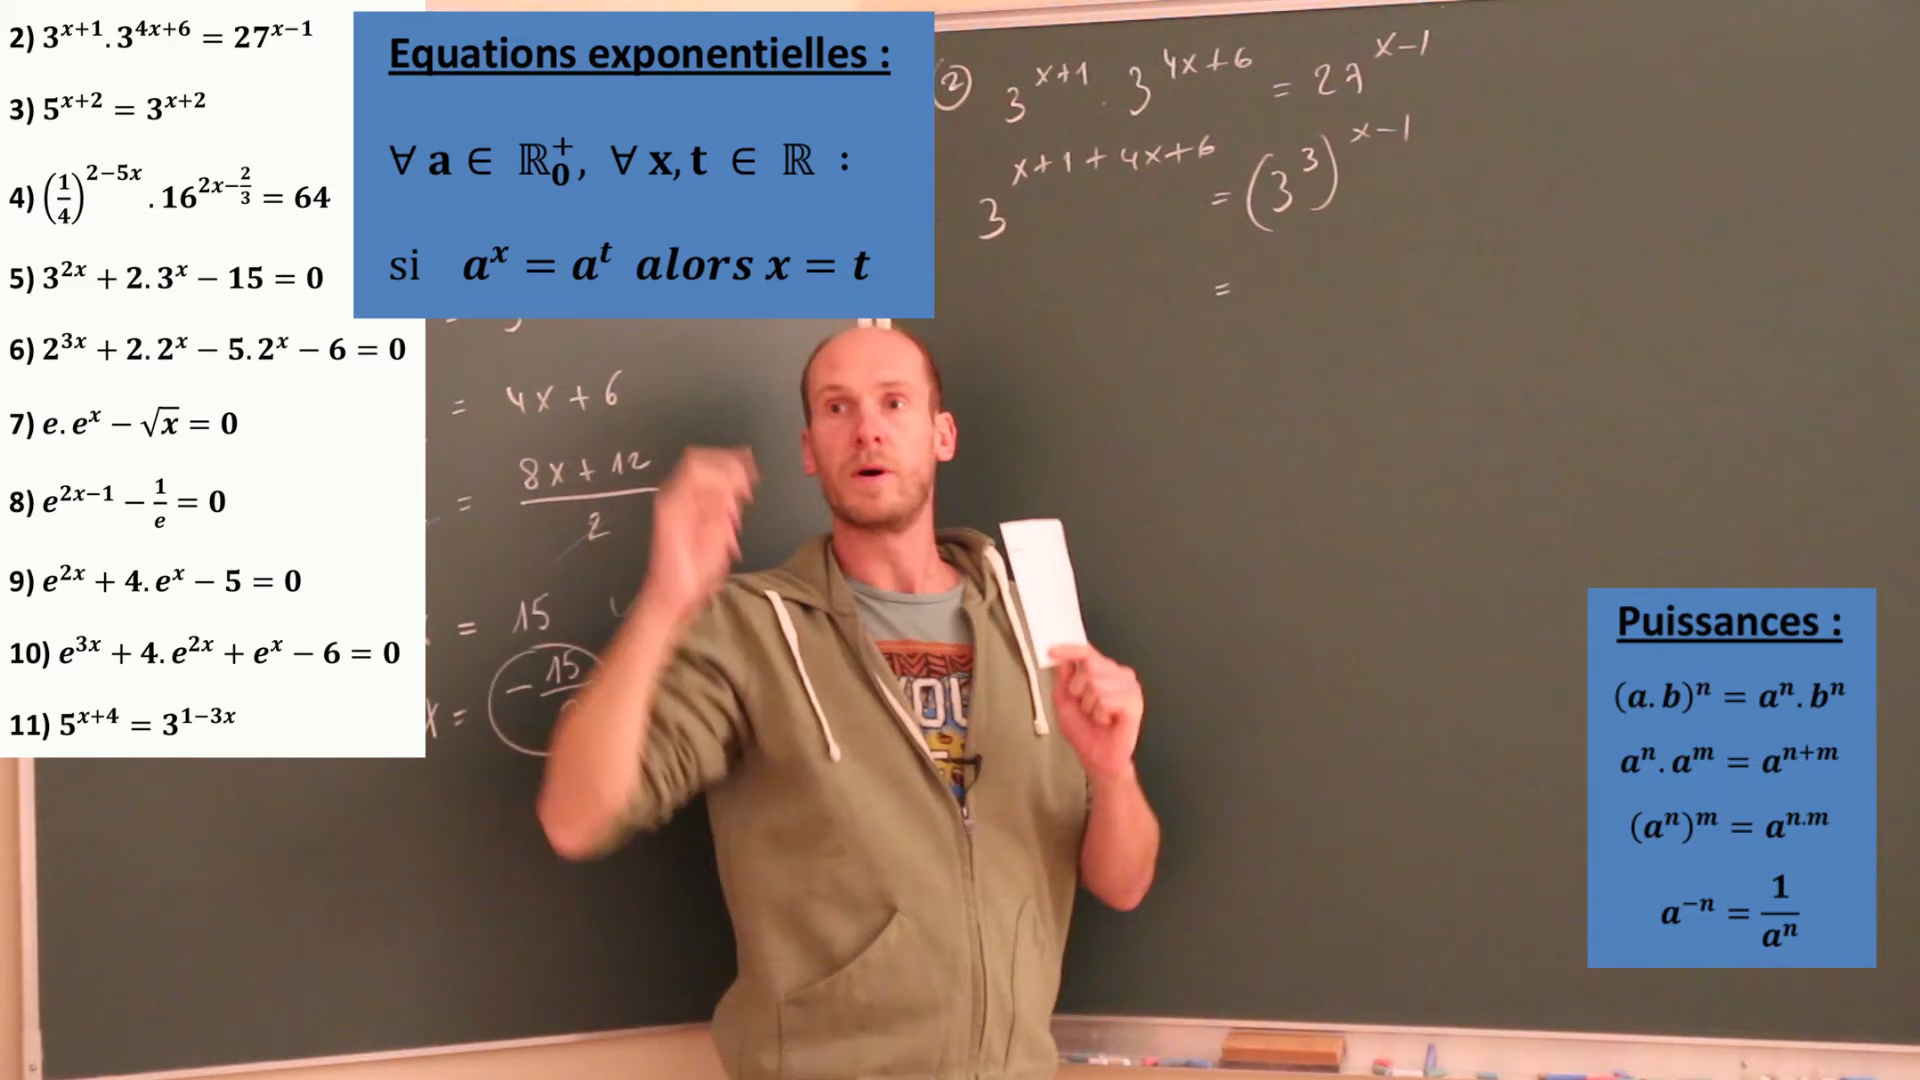 2) 3^{x+1}.3^{4x+6} = 27^{x−1}
3) 5^{x+2} = 3^{x+2}
4) (1/4)^{2−5x}.16^{2x−2/3} = 64
5) 3^{2x} + 2.3^x − 15 = 0
6) 2^{3x} + 2.2^x − 5.2^x − 6 = 0
7) e.e^x − √x = 0
8) e^{2x−1} − 1/e = 0
9) e^{2x} + 4.e^x − 5 = 0
10) e^{3x} + 4.e^{2x} + e^x − 6 = 0
11) 5^{x+4} = 3^{1−3x}
Equations exponentielles :
∀ a ∈ ℝ₀⁺, ∀ x, t ∈ ℝ :
si a^x = a^t alors x = t
② 3^{x+1} . 3^{4x+6} = 27^{x−1}
3^{x+1+4x+6} = (3^3)^{x−1}
=
= 4x + 6
= (8x + 12)/2
= 15
x = −15
YOU
Puissances :
(a.b)^n = a^n.b^n
a^n.a^m = a^{n+m}
(a^n)^m = a^{n.m}
a^{−n} = 1/a^n